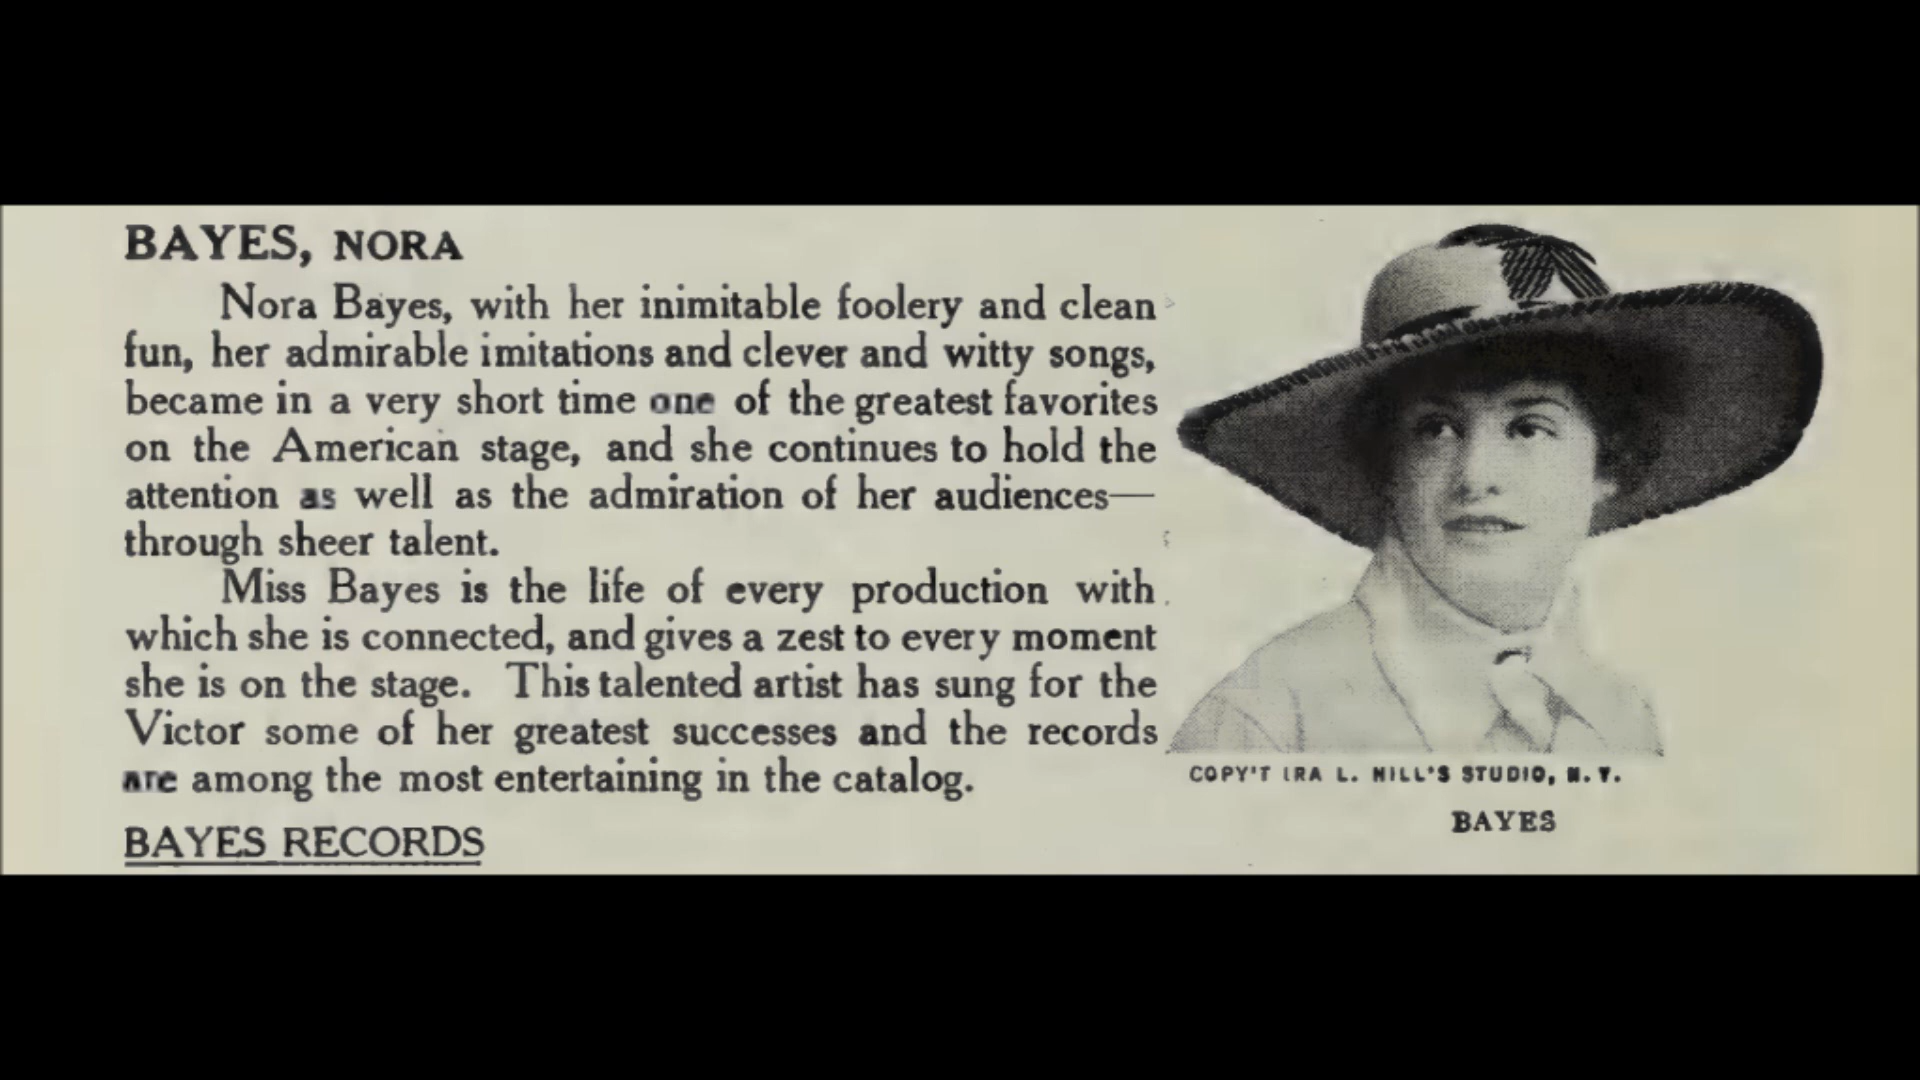 BAYES, NORA
Nora Bayes, with her inimitable foolery and clean
fun, her admirable imitations and clever and witty songs,
became in a very short time one of the greatest favorites
on the American stage, and she continues to hold the
attention as well as the admiration of her audiences—
through sheer talent.
Miss Bayes is the life of every production with
which she is connected, and gives a zest to every moment
she is on the stage. This talented artist has sung for the
Victor some of her greatest successes and the records
are among the most entertaining in the catalog.
BAYES RECORDS
COPY'T IRA L. HILL'S STUDIO, N. Y.
BAYES